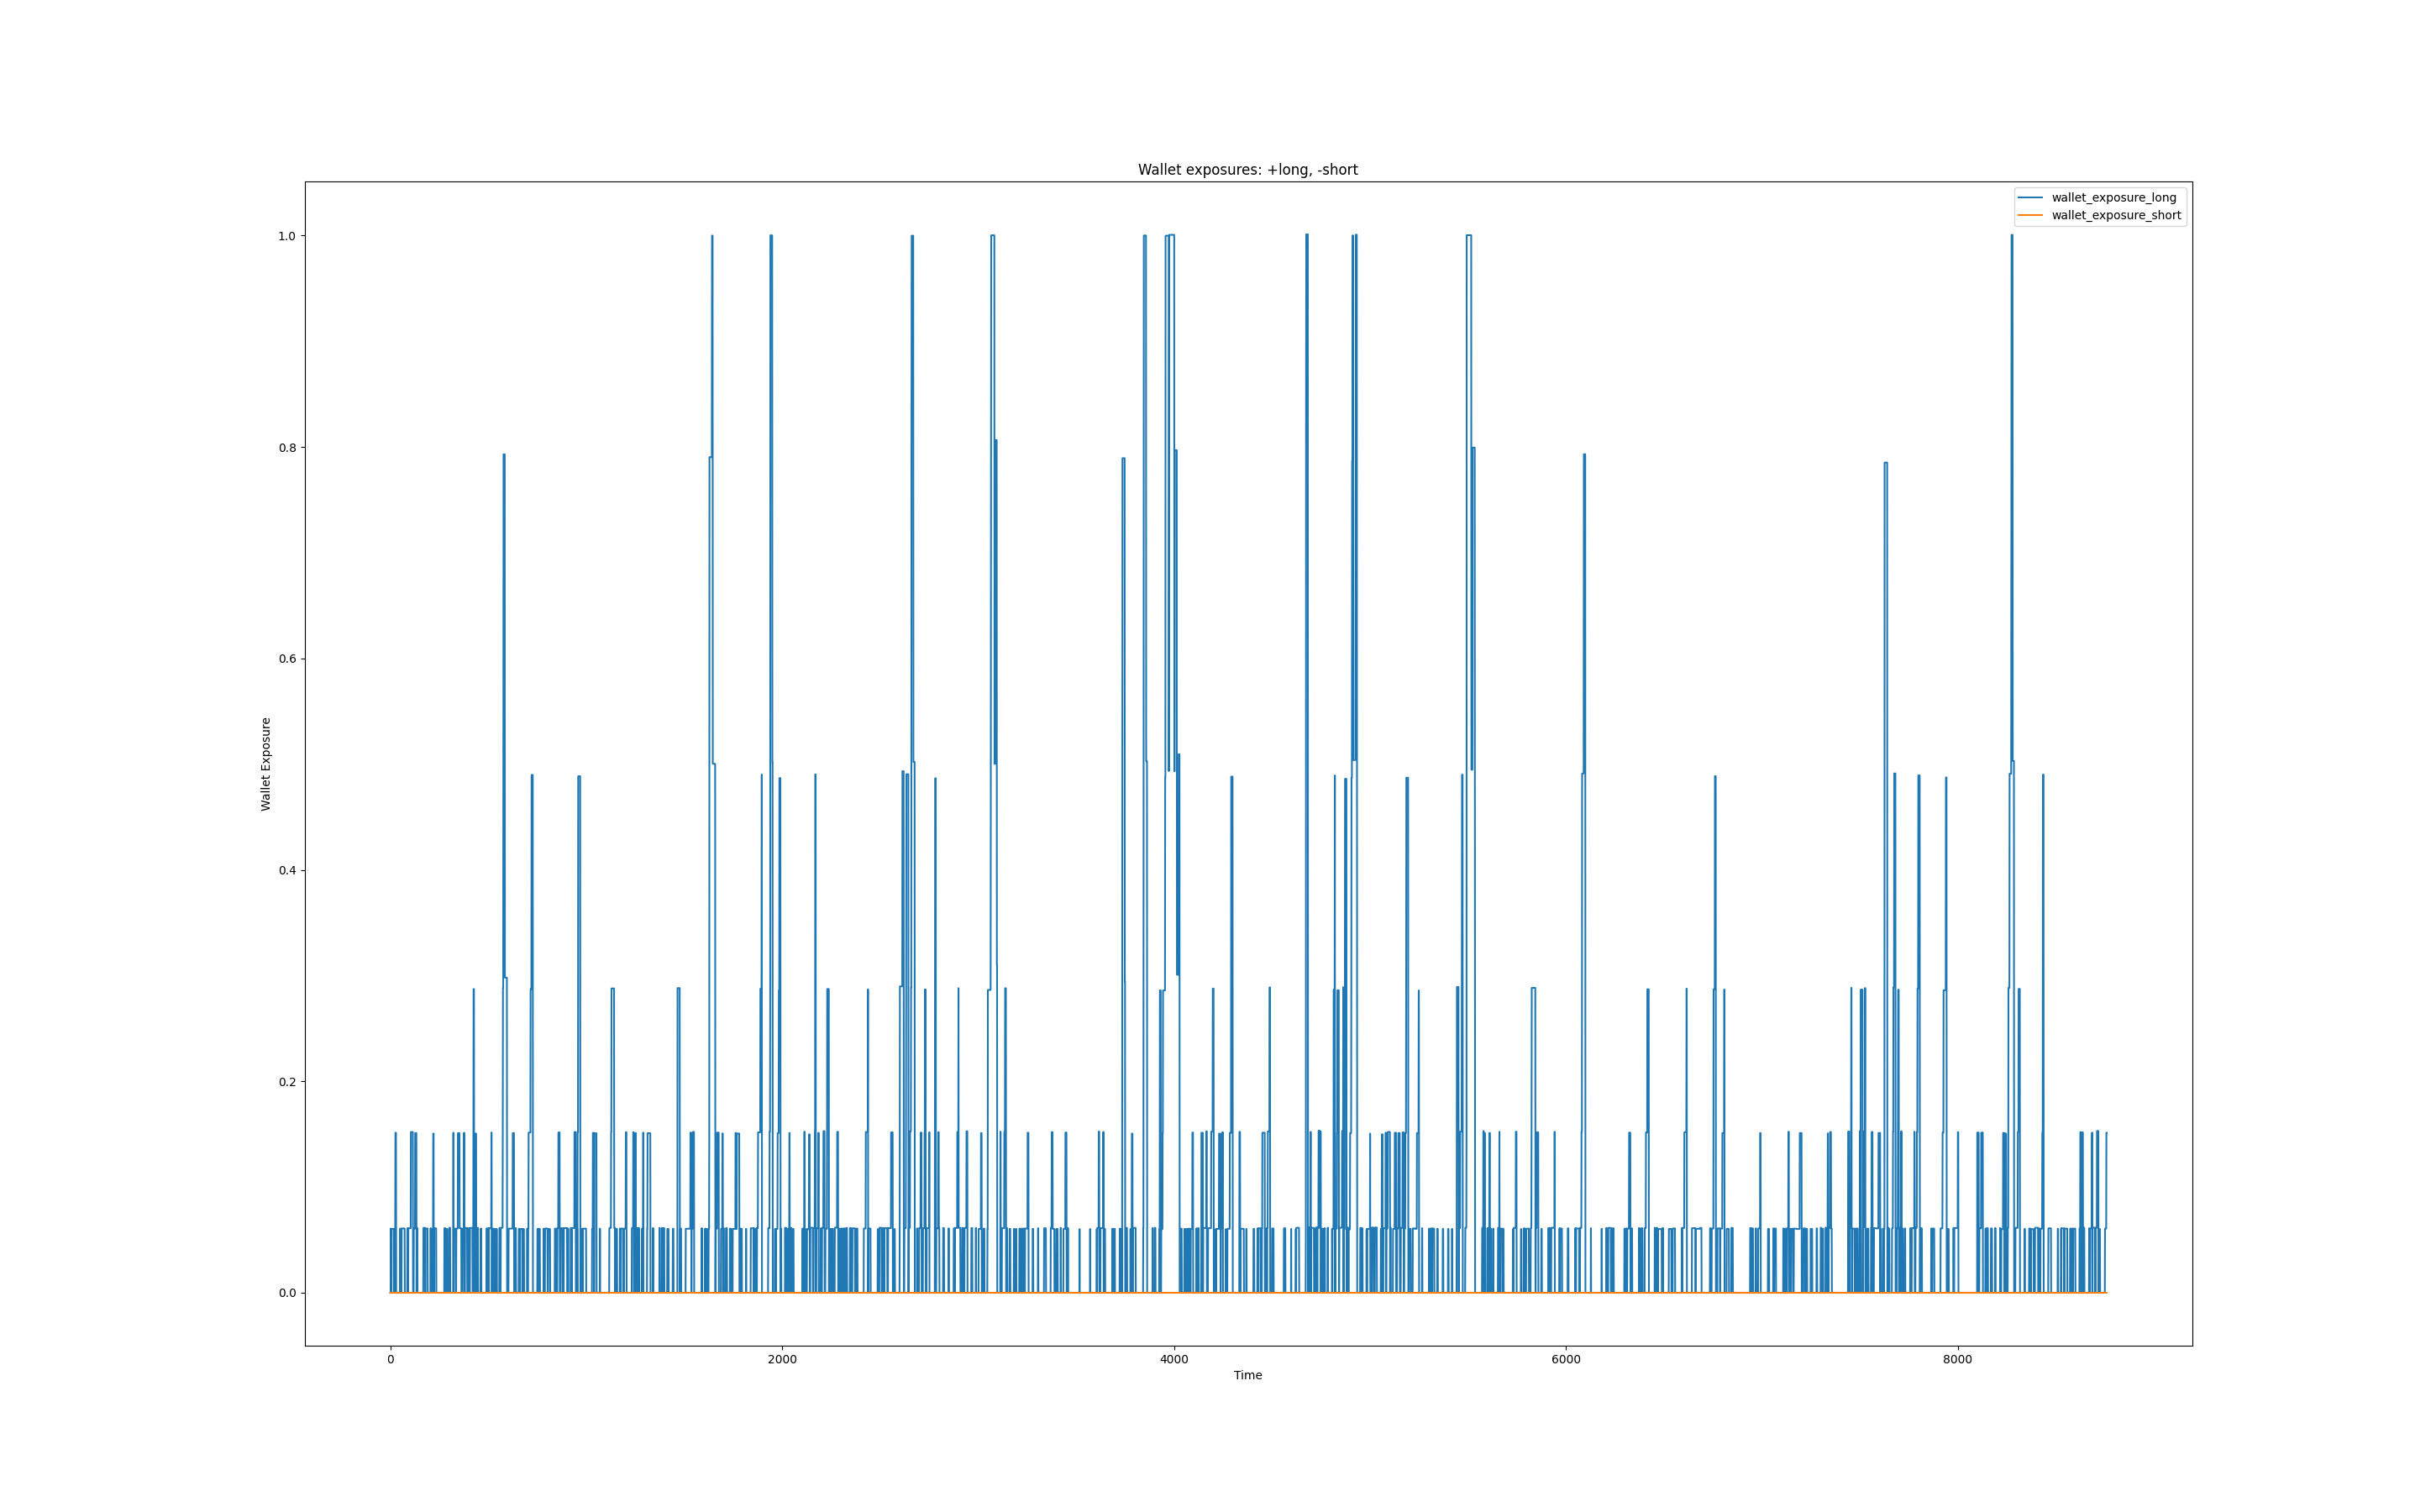 Wallet exposures: +long, -short
wallet_exposure_long
wallet_exposure_short
1.0
0.8
0.6
0.4
0.2
0.0
Wallet Exposure
0 2000 4000 6000 8000
Time